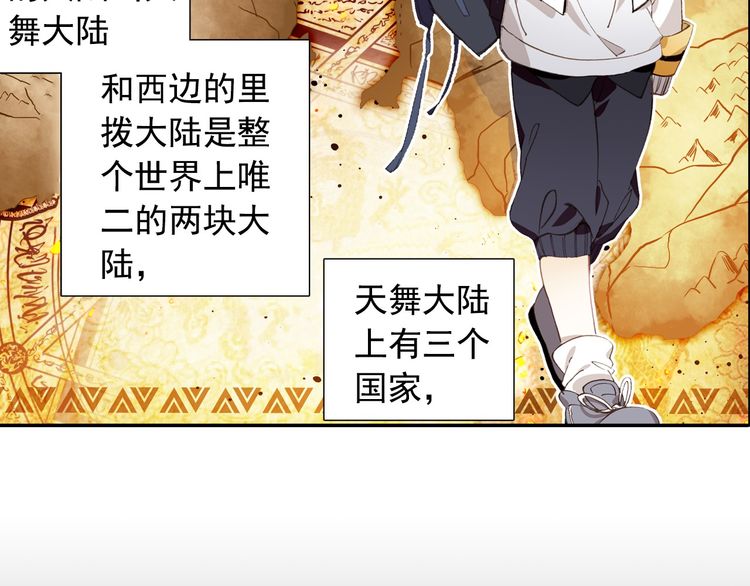 舞大陆
和西边的里
拨大陆是整
个世界上唯
二的两块大
陆，
天舞大陆
上有三个
国家，